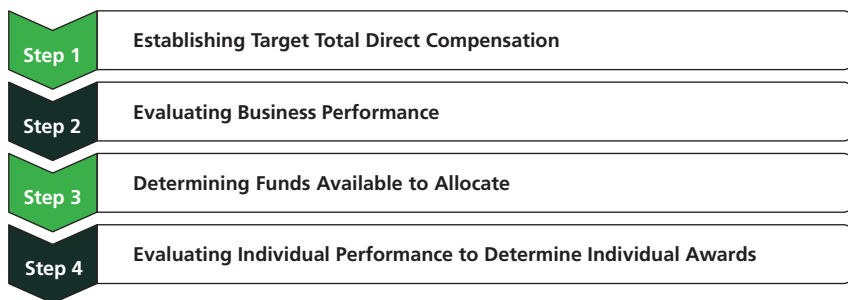 Step 1
Establishing Target Total Direct Compensation
Step 2
Evaluating Business Performance
Step 3
Determining Funds Available to Allocate
Step 4
Evaluating Individual Performance to Determine Individual Awards